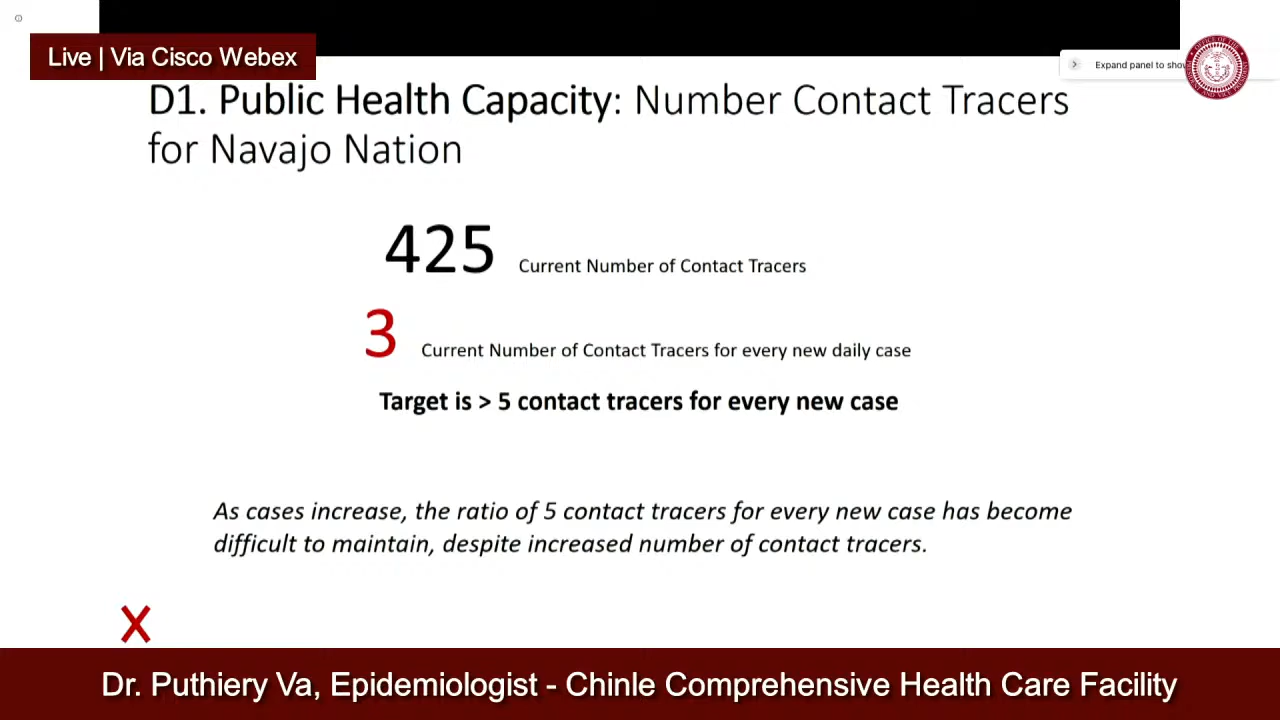 Live | Via Cisco Webex
Expand panel to sho
D1. Public Health Capacity: Number Contact Tracers
for Navajo Nation
425 Current Number of Contact Tracers
3 Current Number of Contact Tracers for every new daily case
Target is > 5 contact tracers for every new case
As cases increase, the ratio of 5 contact tracers for every new case has become
difficult to maintain, despite increased number of contact tracers.
X
Dr. Puthiery Va, Epidemiologist - Chinle Comprehensive Health Care Facility